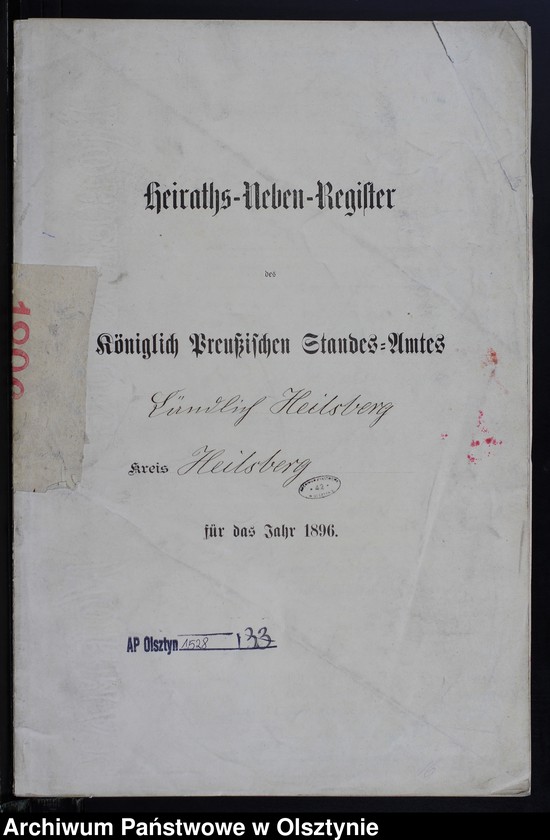 Heiraths-Neben-Register
des
Königlich Preußischen Standes-Amtes
Ländlich Heilsberg
Kreis Heilsberg
für das Jahr 1896.
AP Olsztyn 1528 133
Archiwum Państwowe w Olsztynie